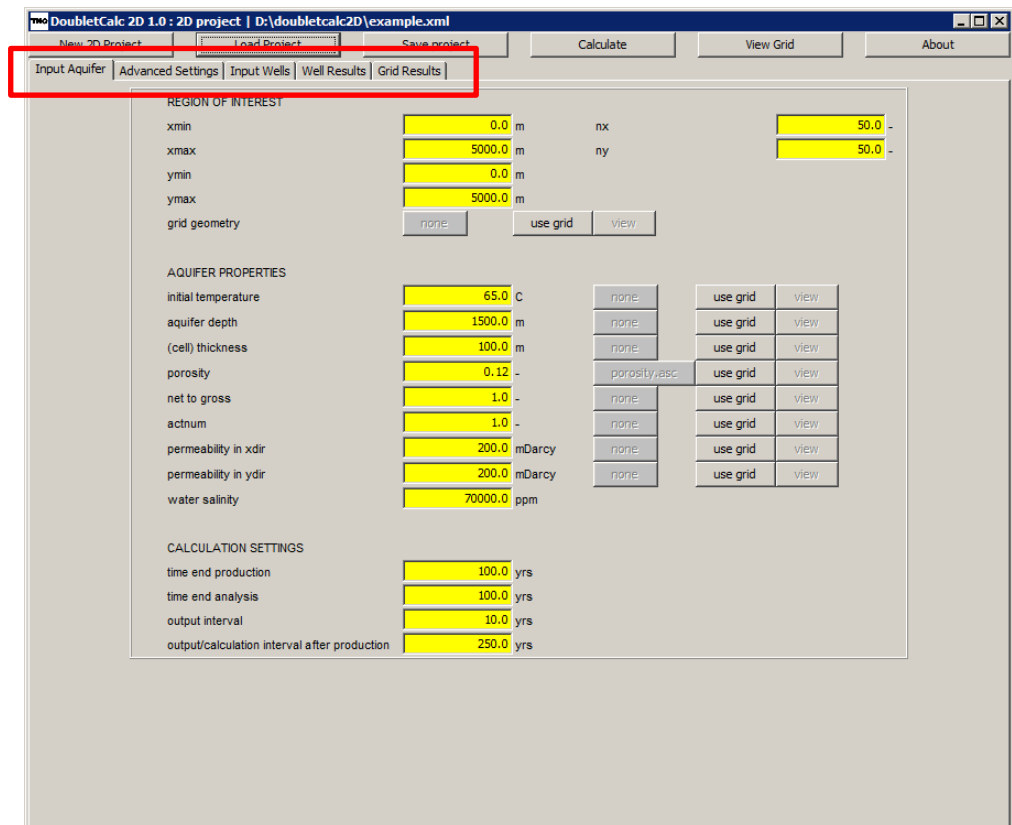 TNO DoubletCalc 2D 1.0 : 2D project | D:\doubletcalc2D\example.xml
New 2D Project Load Project Save project Calculate View Grid About
Input Aquifer Advanced Settings Input Wells Well Results Grid Results
REGION OF INTEREST
xmin 0.0 m nx 50.0 -
xmax 5000.0 m ny 50.0 -
ymin 0.0 m
ymax 5000.0 m
grid geometry none use grid view
AQUIFER PROPERTIES
initial temperature 65.0 C none use grid view
aquifer depth 1500.0 m none use grid view
(cell) thickness 100.0 m none use grid view
porosity 0.12 - porosity.asc use grid view
net to gross 1.0 - none use grid view
actnum 1.0 - none use grid view
permeability in xdir 200.0 mDarcy none use grid view
permeability in ydir 200.0 mDarcy none use grid view
water salinity 70000.0 ppm
CALCULATION SETTINGS
time end production 100.0 yrs
time end analysis 100.0 yrs
output interval 10.0 yrs
output/calculation interval after production 250.0 yrs